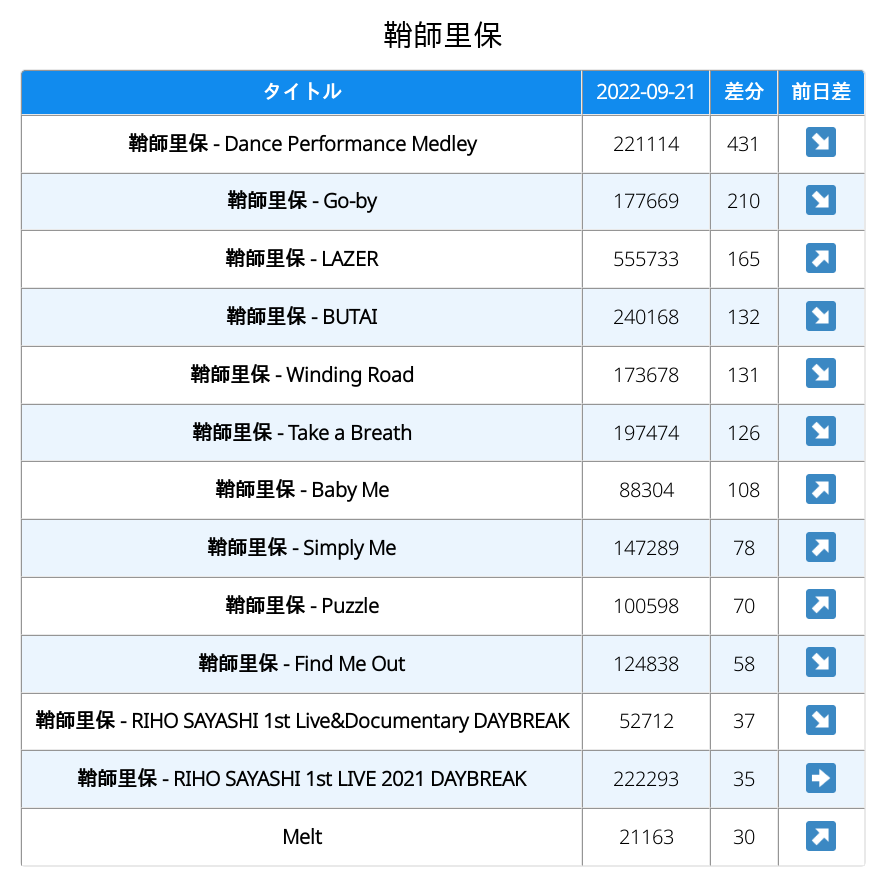 鞘師里保
タイトル 2022-09-21 差分 前日差
鞘師里保 - Dance Performance Medley 221114 431 ↘
鞘師里保 - Go-by 177669 210 ↘
鞘師里保 - LAZER 555733 165 ↗
鞘師里保 - BUTAI 240168 132 ↘
鞘師里保 - Winding Road 173678 131 ↘
鞘師里保 - Take a Breath 197474 126 ↘
鞘師里保 - Baby Me 88304 108 ↗
鞘師里保 - Simply Me 147289 78 ↗
鞘師里保 - Puzzle 100598 70 ↗
鞘師里保 - Find Me Out 124838 58 ↘
鞘師里保 - RIHO SAYASHI 1st Live&Documentary DAYBREAK 52712 37 ↘
鞘師里保 - RIHO SAYASHI 1st LIVE 2021 DAYBREAK 222293 35 ➡
Melt 21163 30 ↗